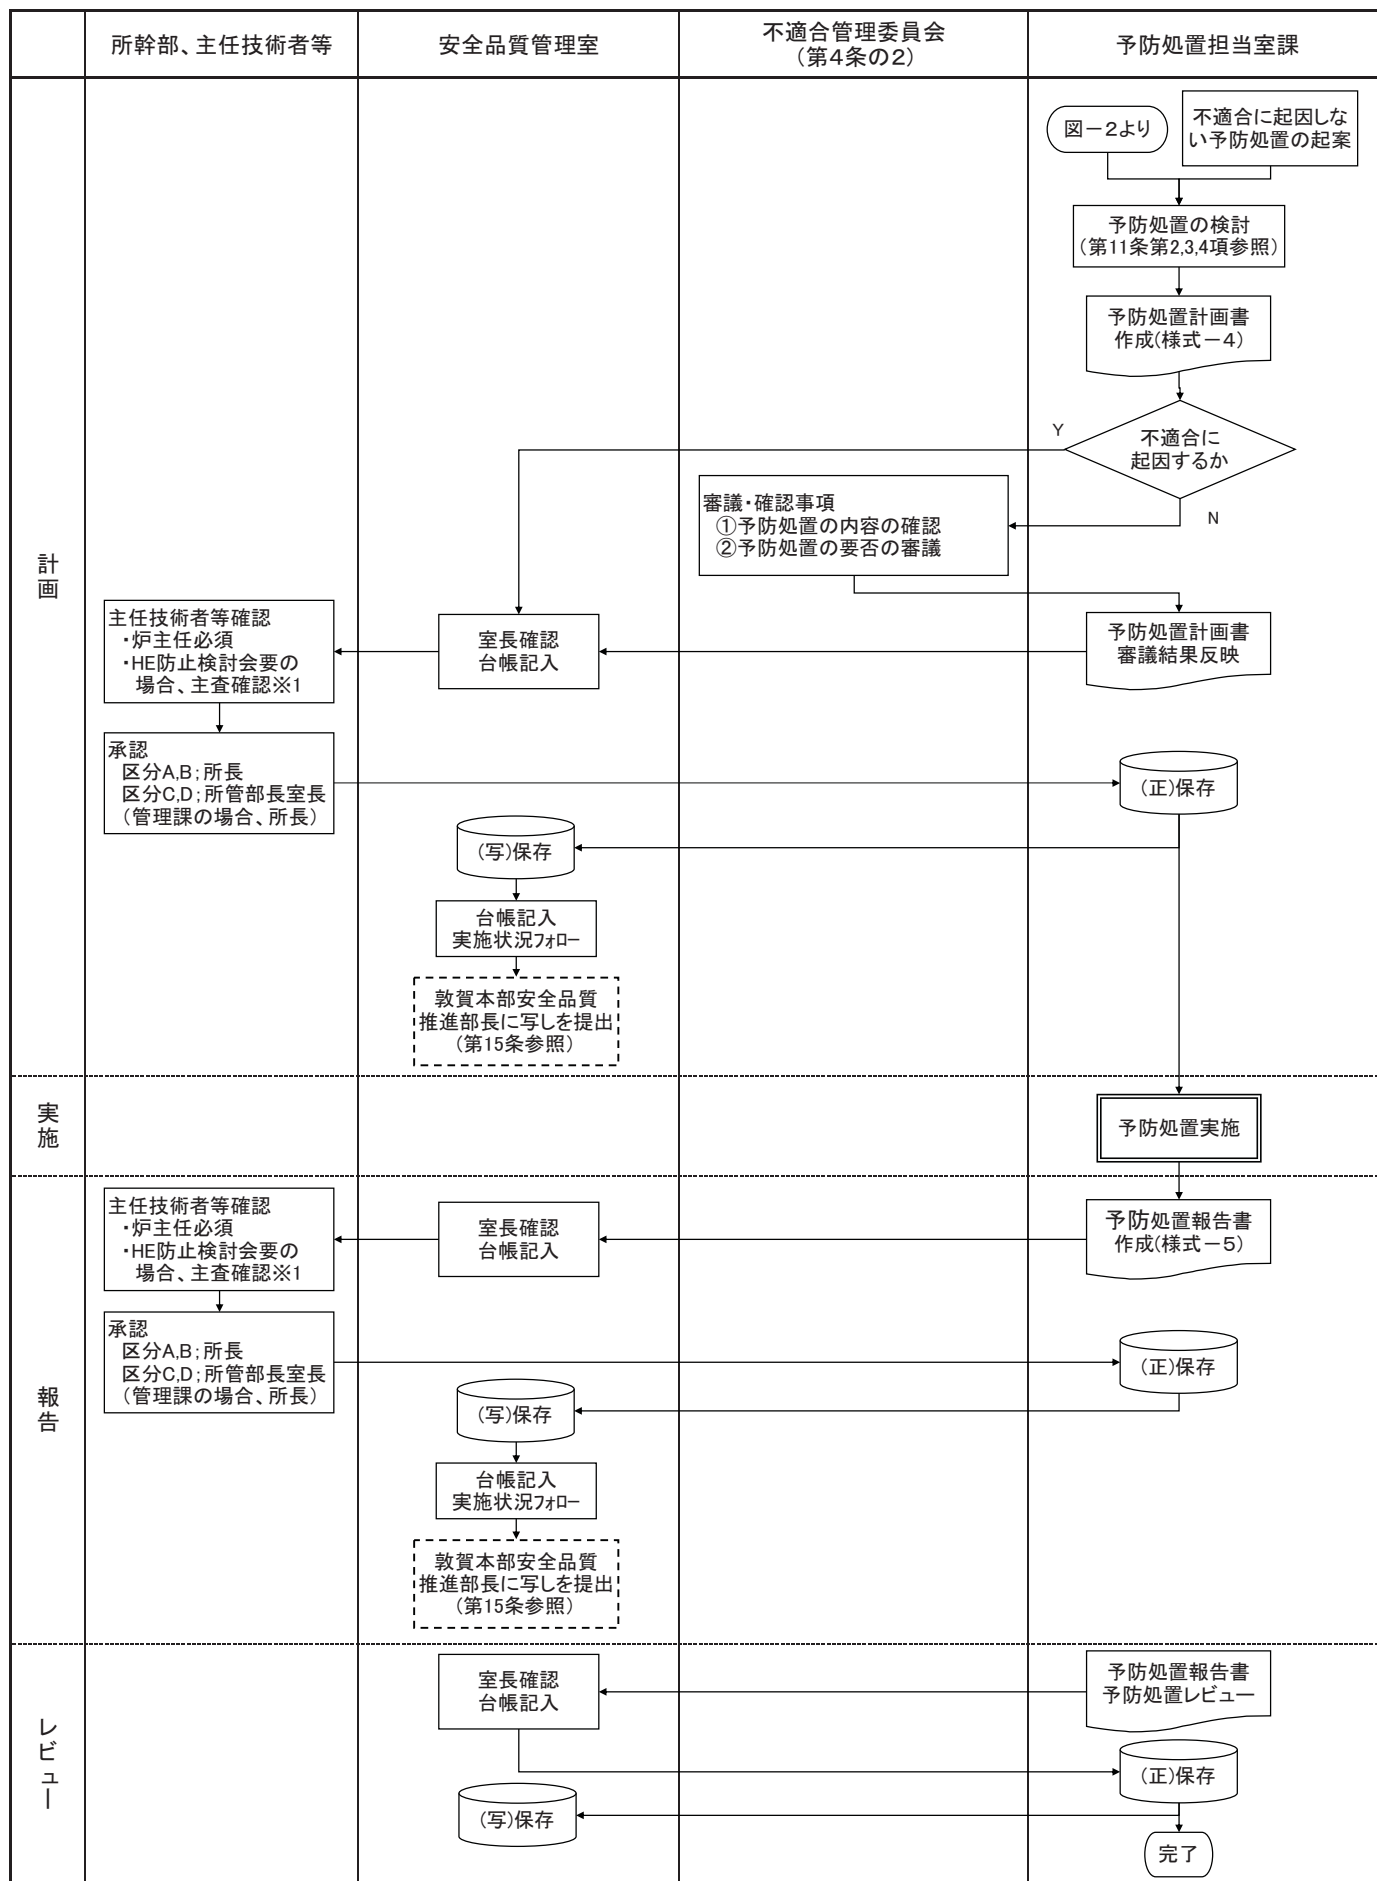 所幹部、主任技術者等
安全品質管理室
不適合管理委員会
(第4条の2)
予防処置担当室課
計画
図－2より
不適合に起因しな
い予防処置の起案
予防処置の検討
(第11条第2,3,4項参照)
予防処置計画書
作成(様式－4)
不適合に
起因するか
Y
N
審議・確認事項
①予防処置の内容の確認
②予防処置の要否の審議
予防処置計画書
審議結果反映
室長確認
台帳記入
主任技術者等確認
・炉主任必須
・HE防止検討会要の
場合、主査確認※1
承認
区分A,B;所長
区分C,D;所管部長室長
(管理課の場合、所長)
(正)保存
(写)保存
台帳記入
実施状況フォロー
敦賀本部安全品質
推進部長に写しを提出
(第15条参照)
実施
予防処置実施
報告
予防処置報告書
作成(様式－5)
室長確認
台帳記入
主任技術者等確認
・炉主任必須
・HE防止検討会要の
場合、主査確認※1
承認
区分A,B;所長
区分C,D;所管部長室長
(管理課の場合、所長)
(正)保存
(写)保存
台帳記入
実施状況フォロー
敦賀本部安全品質
推進部長に写しを提出
(第15条参照)
レビュー
予防処置報告書
予防処置レビュー
室長確認
台帳記入
(正)保存
(写)保存
完了